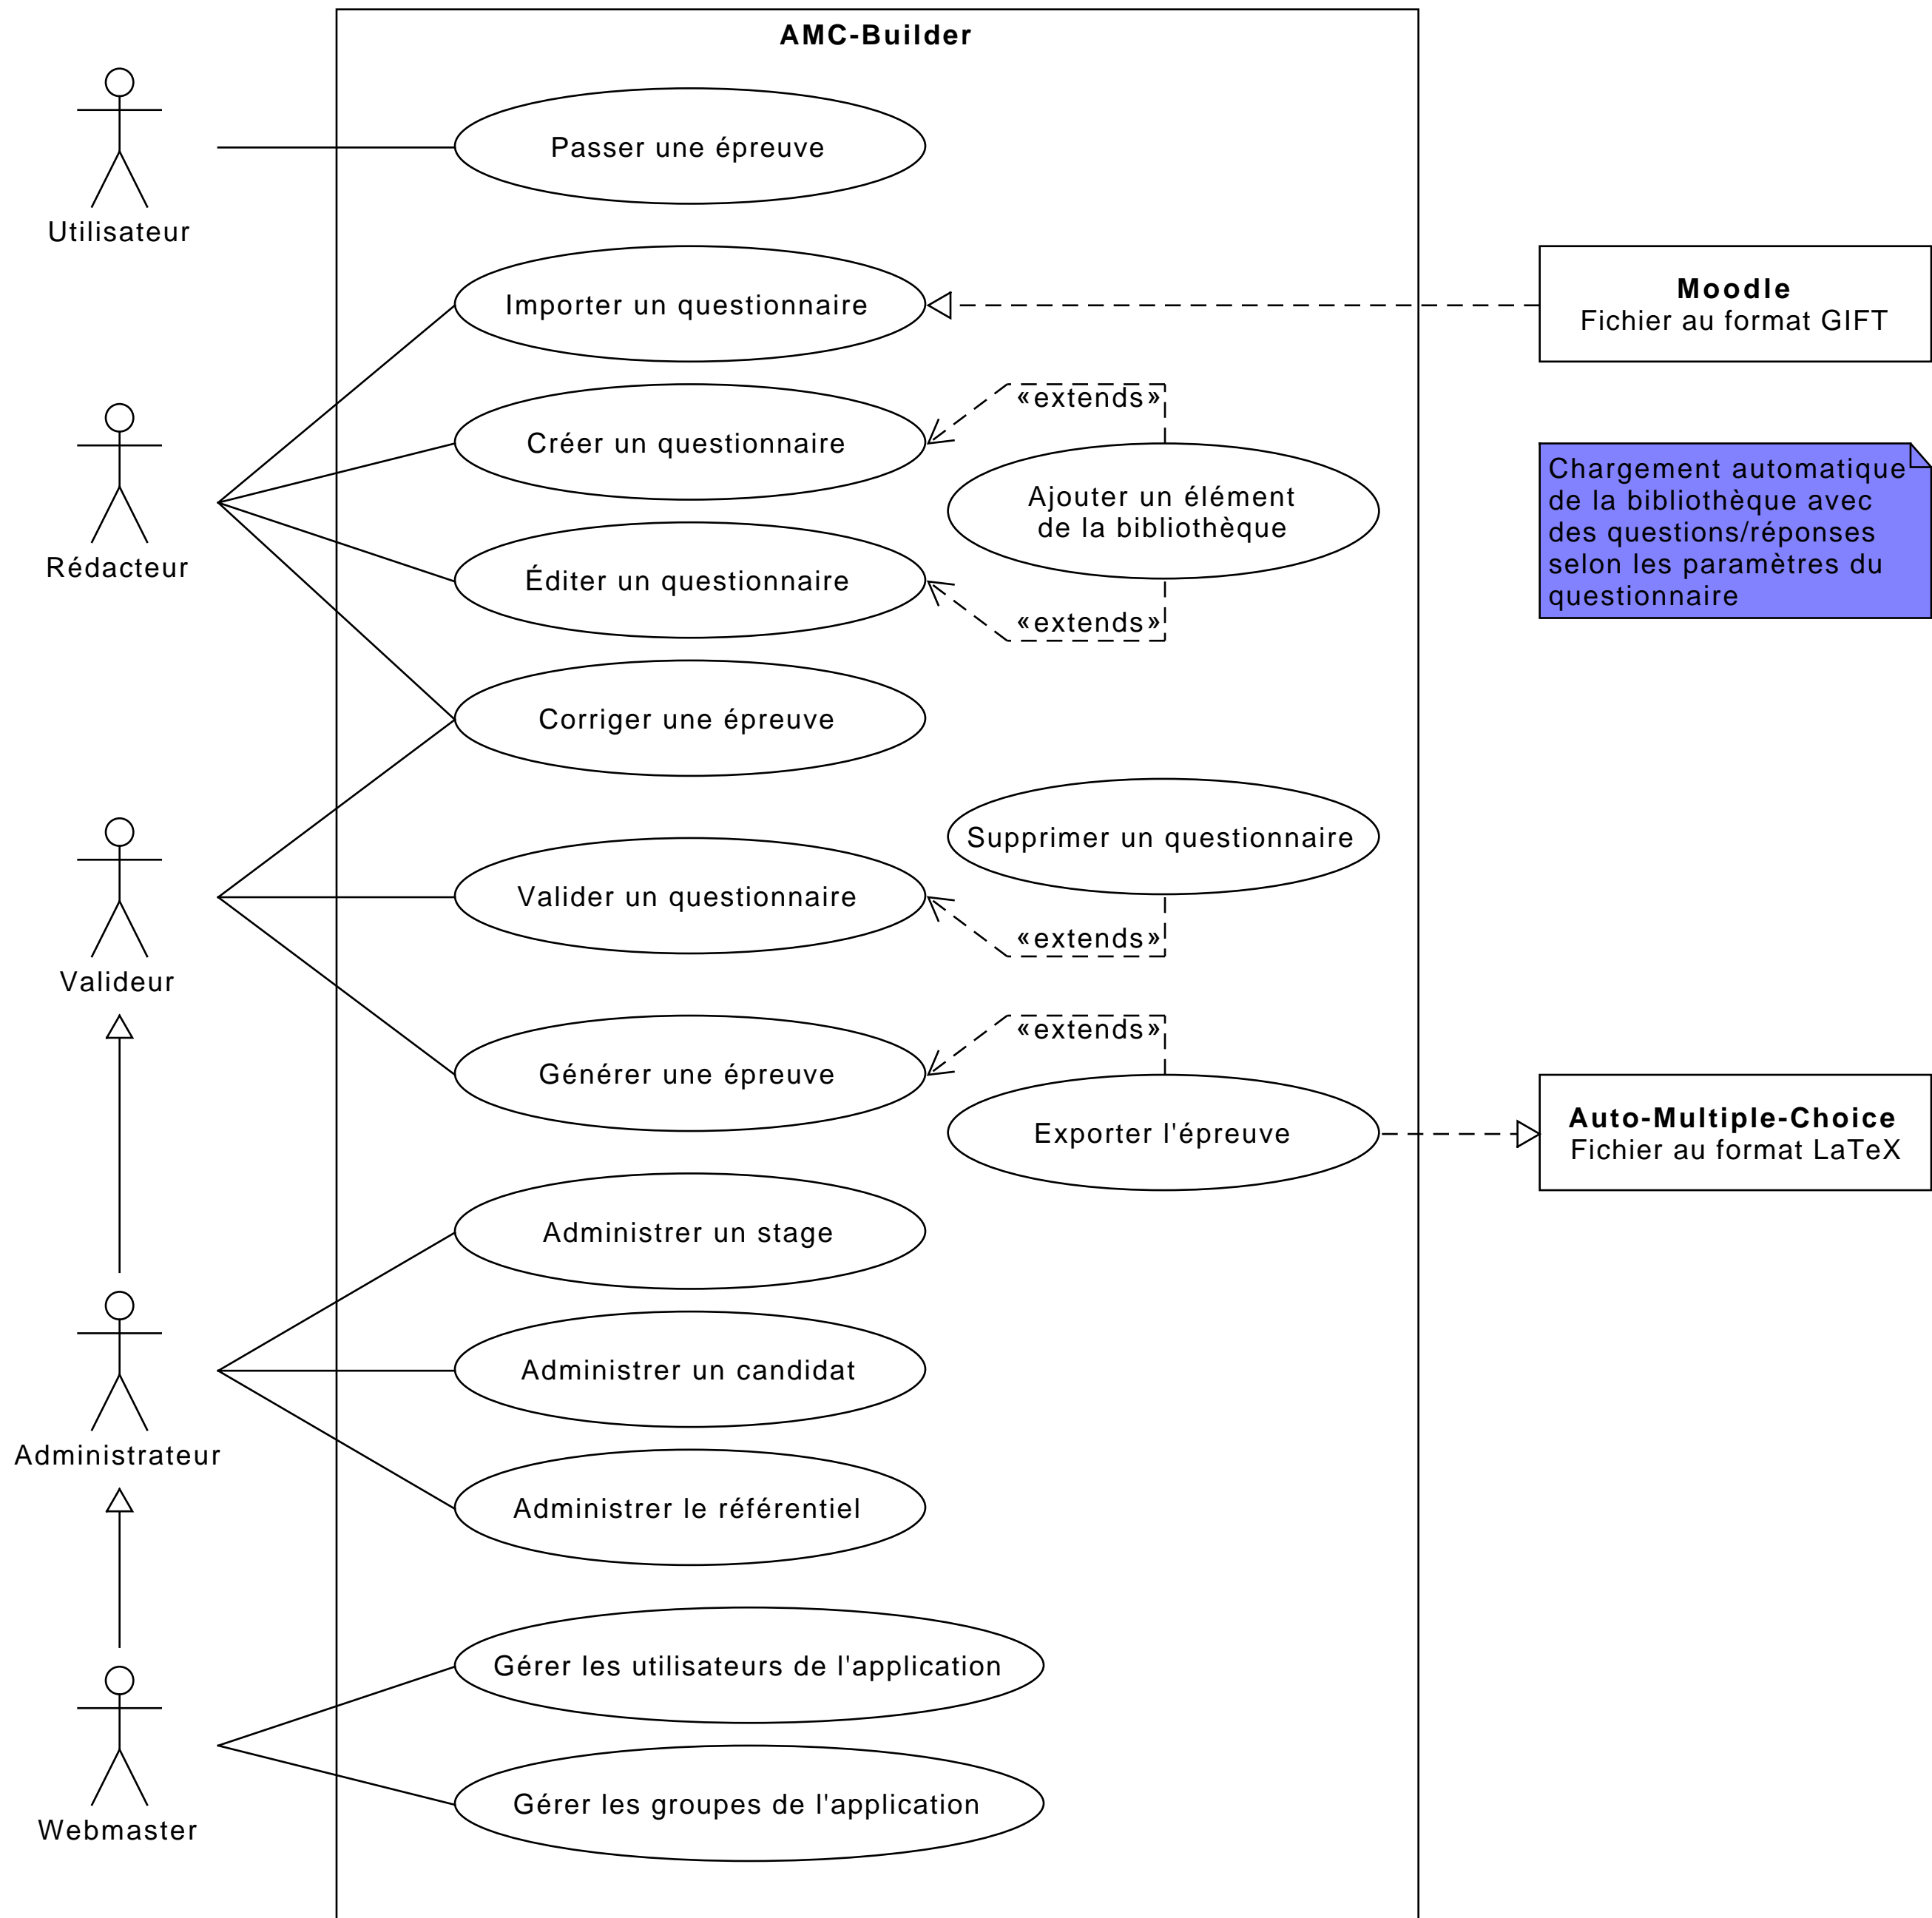 AMC-Builder
Passer une épreuve
Utilisateur
Importer un questionnaire
Moodle
Fichier au format GIFT
«extends»
Créer un questionnaire
Chargement automatique
de la bibliothèque avec
des questions/réponses
selon les paramètres du
questionnaire
Ajouter un élément
de la bibliothèque
Rédacteur
Éditer un questionnaire
«extends»
Corriger une épreuve
Supprimer un questionnaire
Valider un questionnaire
«extends»
Valideur
«extends»
Générer une épreuve
Exporter l'épreuve
Auto-Multiple-Choice
Fichier au format LaTeX
Administrer un stage
Administrer un candidat
Administrateur
Administrer le référentiel
Gérer les utilisateurs de l'application
Gérer les groupes de l'application
Webmaster